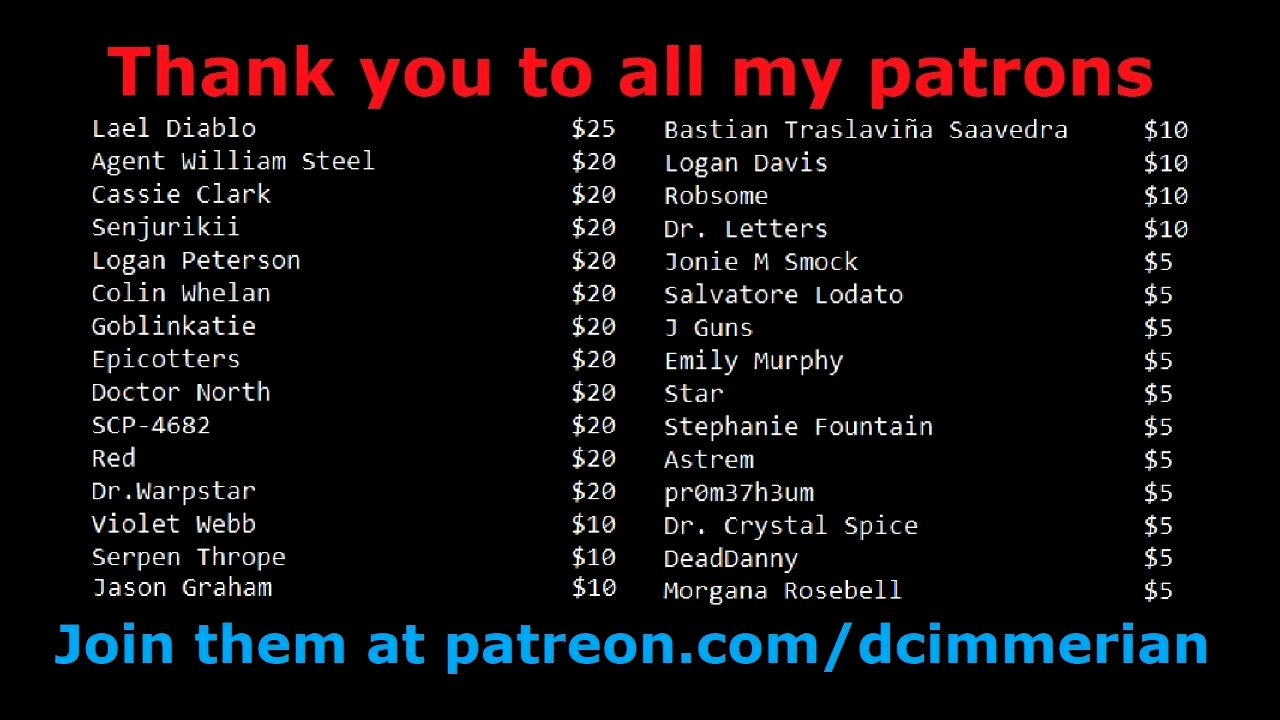 Thank you to all my patrons
Lael Diablo $25
Agent William Steel $20
Cassie Clark $20
Senjurikii $20
Logan Peterson $20
Colin Whelan $20
Goblinkatie $20
Epicotters $20
Doctor North $20
SCP-4682 $20
Red $20
Dr.Warpstar $20
Violet Webb $10
Serpen Thrope $10
Jason Graham $10
Bastian Traslaviña Saavedra $10
Logan Davis $10
Robsome $10
Dr. Letters $10
Jonie M Smock $5
Salvatore Lodato $5
J Guns $5
Emily Murphy $5
Star $5
Stephanie Fountain $5
Astrem $5
pr0m37h3um $5
Dr. Crystal Spice $5
DeadDanny $5
Morgana Rosebell $5
Join them at patreon.com/dcimmerian